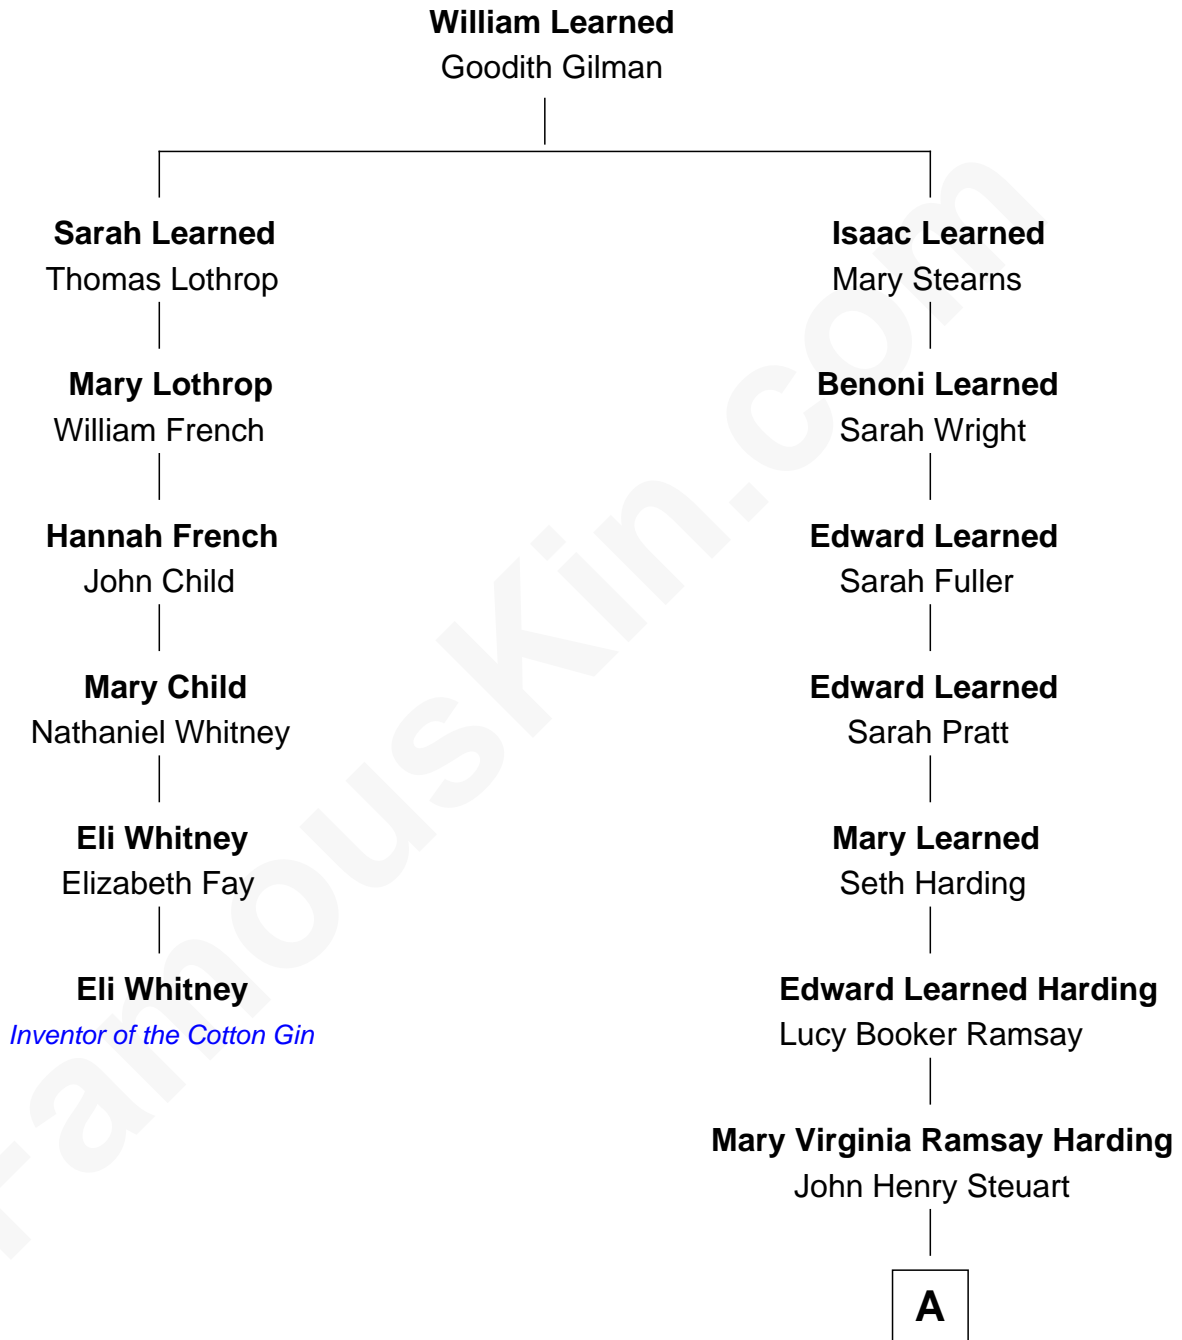 William Learned
Goodith Gilman
Sarah Learned
Thomas Lothrop
Isaac Learned
Mary Stearns
Mary Lothrop
William French
Benoni Learned
Sarah Wright
Hannah French
John Child
Edward Learned
Sarah Fuller
Mary Child
Nathaniel Whitney
Edward Learned
Sarah Pratt
Eli Whitney
Elizabeth Fay
Mary Learned
Seth Harding
Eli Whitney
Inventor of the Cotton Gin
Edward Learned Harding
Lucy Booker Ramsay
Mary Virginia Ramsay Harding
John Henry Steuart
A
FamousKin.com